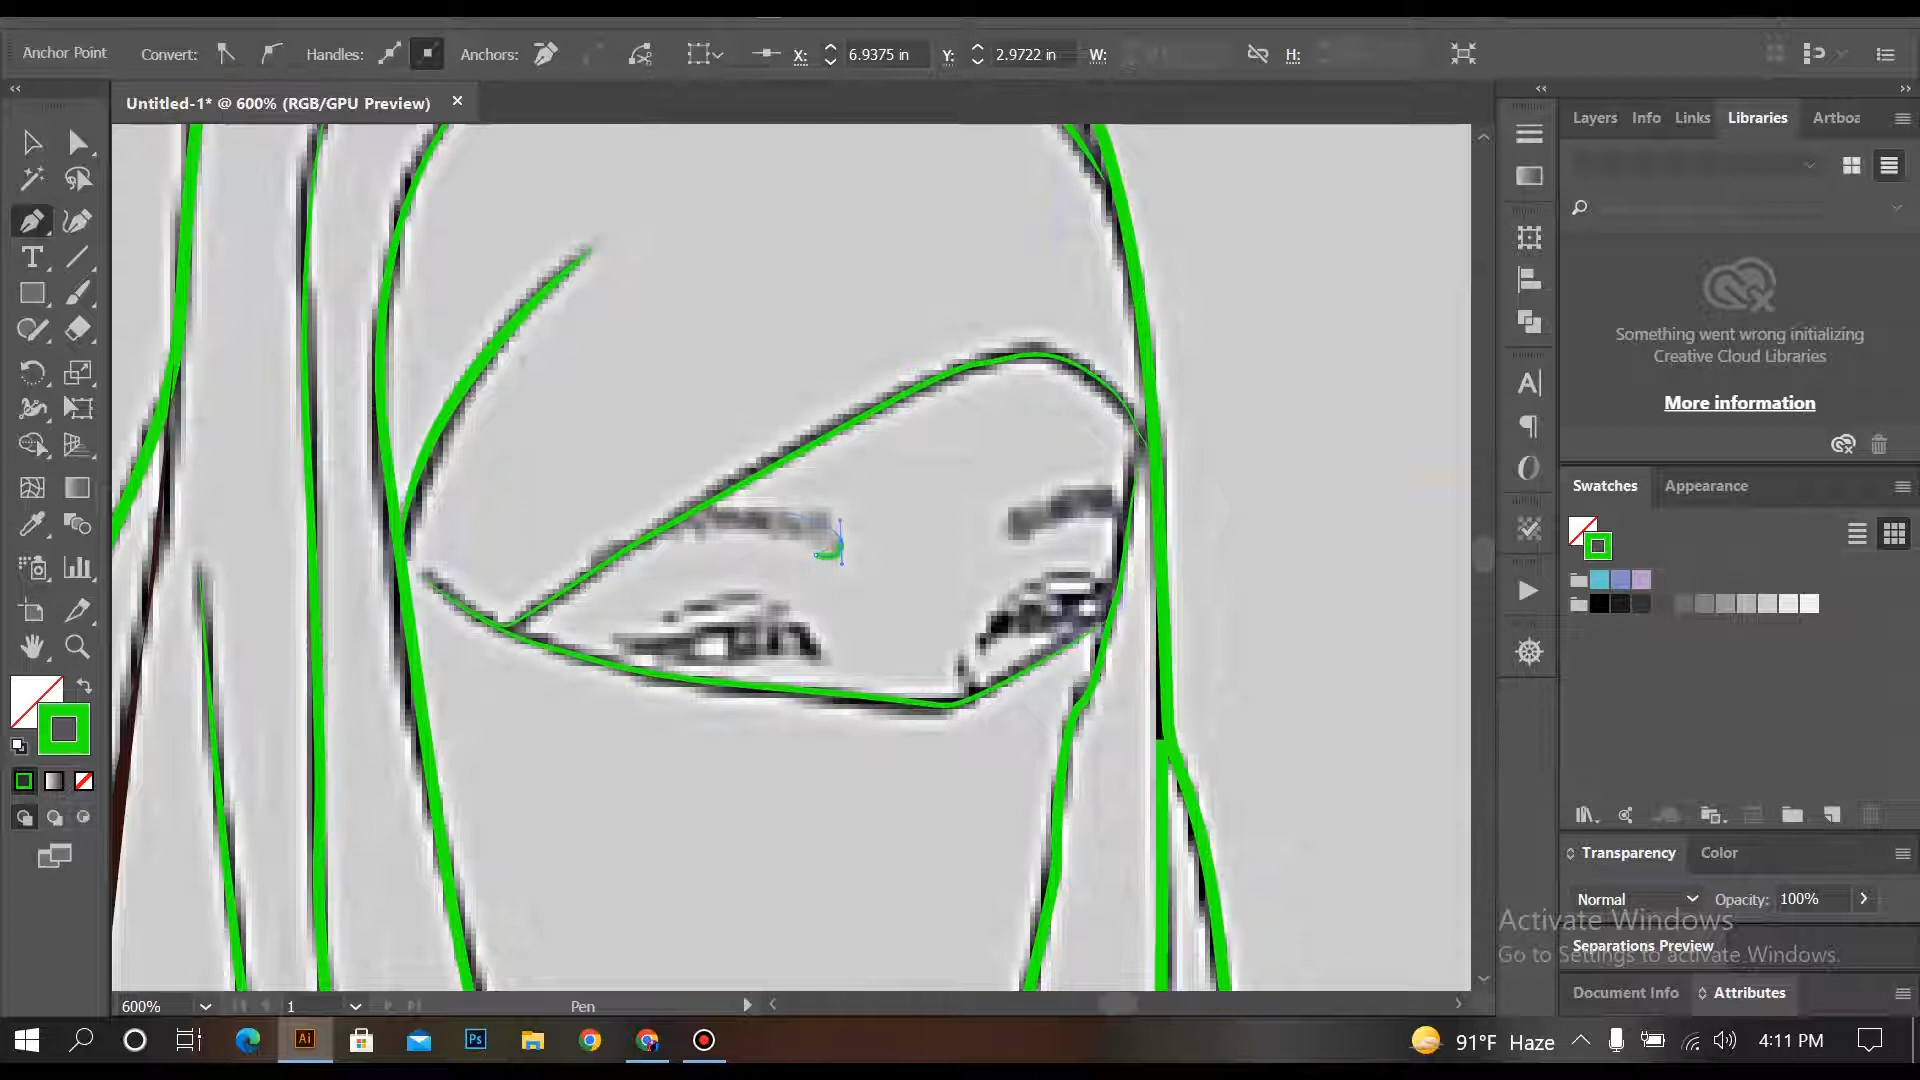 Anchor Point Convert: Handles: Anchors: X: 6.9375 in Y: 2.9722 in W: H:
Untitled-1* @ 600% (RGB/GPU Preview)
Layers Info Links Libraries Artboa
Something went wrong initializing
Creative Cloud Libraries
More information
Swatches Appearance
Transparency Color
Normal Opacity: 100%
Activate Windows
Separations Preview
Go to Settings to activate Windows.
Document Info Attributes
600% 1 Pen
Ai Ps 91°F Haze 4:11 PM